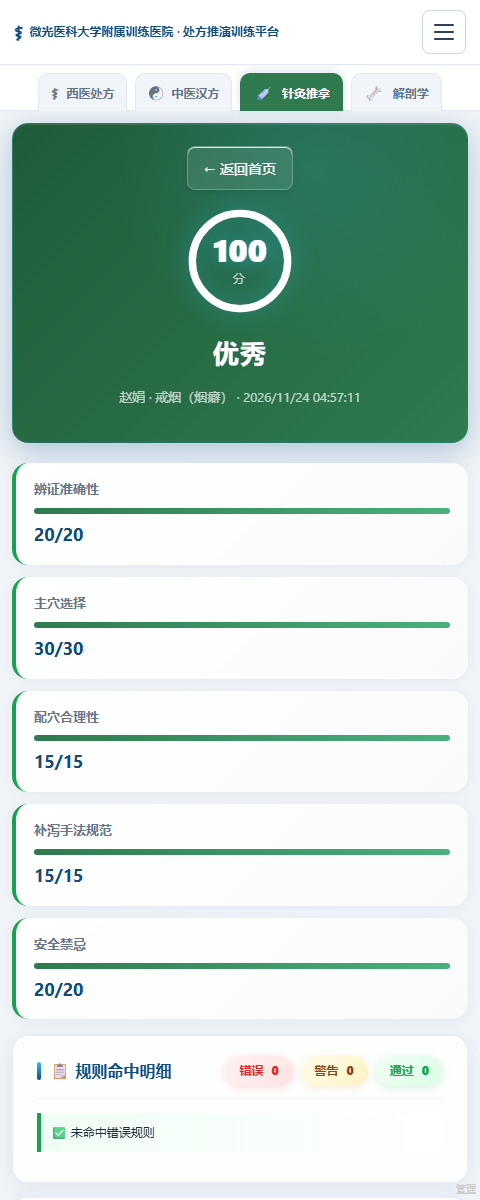 微光医科大学附属训练医院 · 处方推演训练平台
西医处方
中医汉方
针灸推拿
解剖学
← 返回首页
100
分
优秀
赵娟 · 戒烟（烟癖） · 2026/11/24 04:57:11
辨证准确性
20/20
主穴选择
30/30
配穴合理性
15/15
补泻手法规范
15/15
安全禁忌
20/20
规则命中明细
错误 0
警告 0
通过 0
未命中错误规则
管理